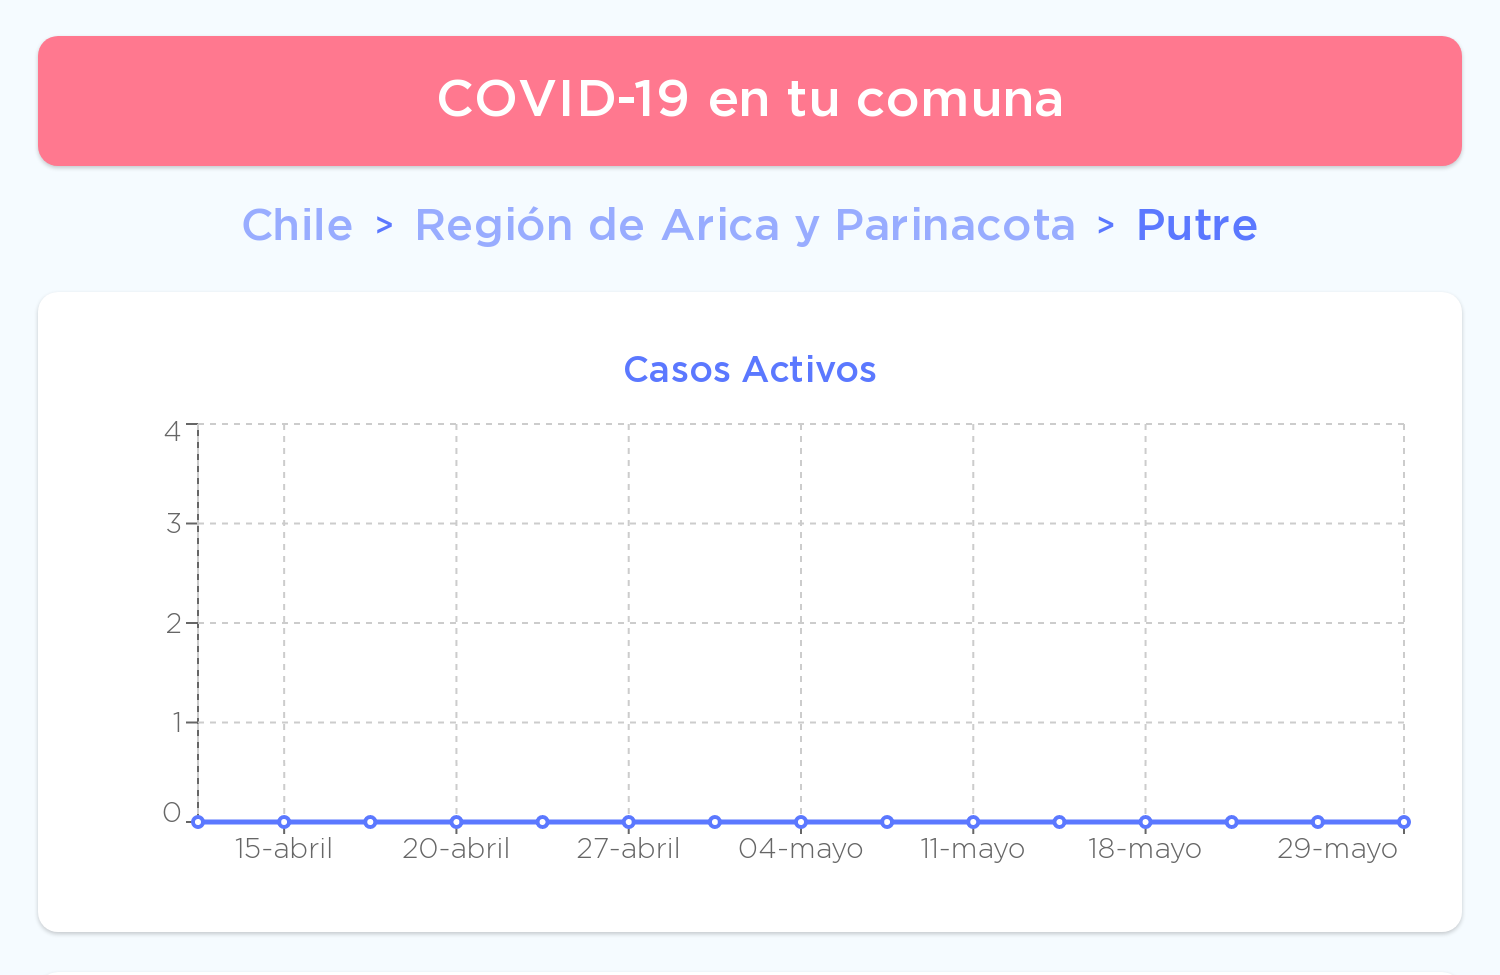 COVID-19 en tu comuna
Chile > Región de Arica y Parinacota > Putre
Casos Activos
4
3
2
1
0
15-abril 20-abril 27-abril 04-mayo 11-mayo 18-mayo 29-mayo